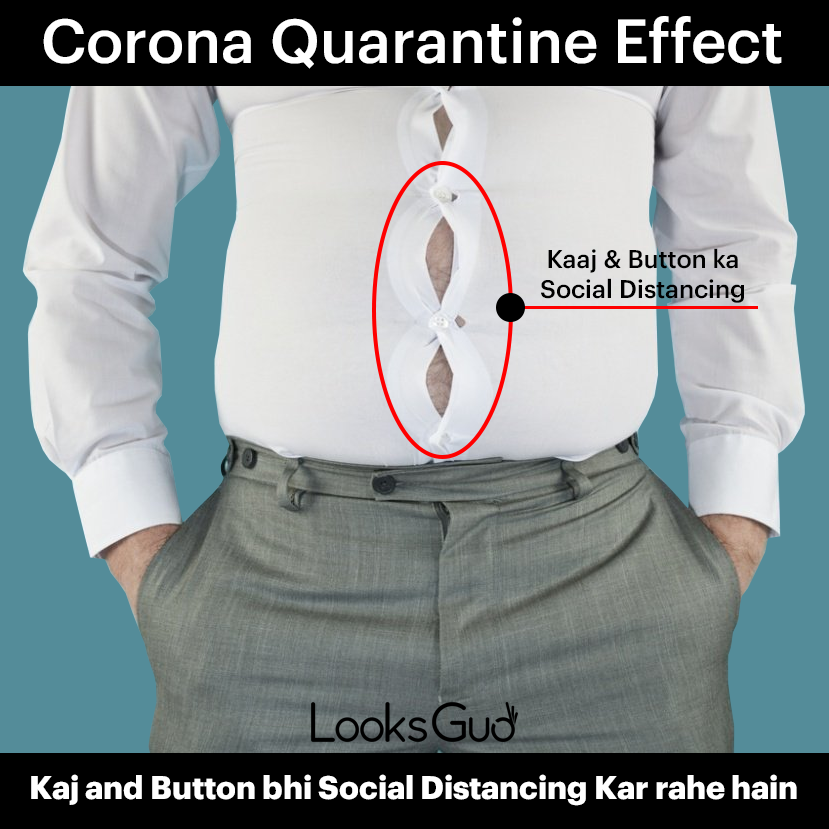 Corona Quarantine Effect
Kaaj & Button ka
Social Distancing
LooksGud
Kaj and Button bhi Social Distancing Kar rahe hain